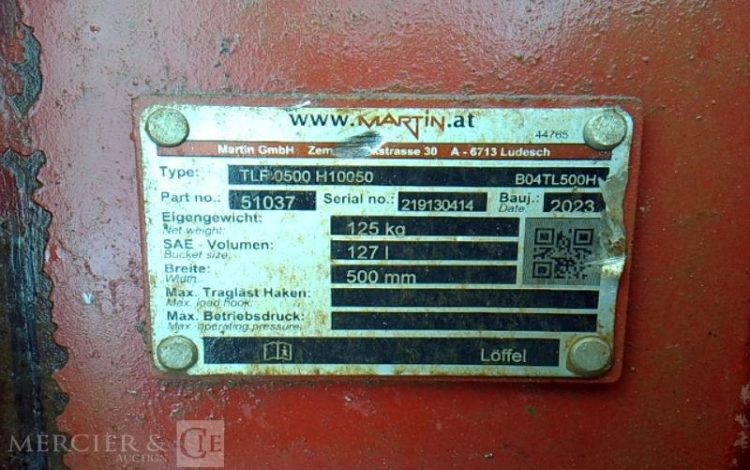 www.MARTIN.at
44765
Martin GmbH Zem kstrasse 30 A - 6713 Ludesch
Type: TLF 0500 H10050 B04TL500H
Part no.: 51037 Serial no.: 219130414 Bauj.: 2023
Date:
Eigengewicht: 125 kg
Net weight:
SAE - Volumen: 127 l
Bucket size:
Breite: 500 mm
Width:
Max. Traglast Haken:
Max. load hook:
Max. Betriebsdruck:
Max. operating pressure:
Löffel
MERCIER & CIE
AUCTION